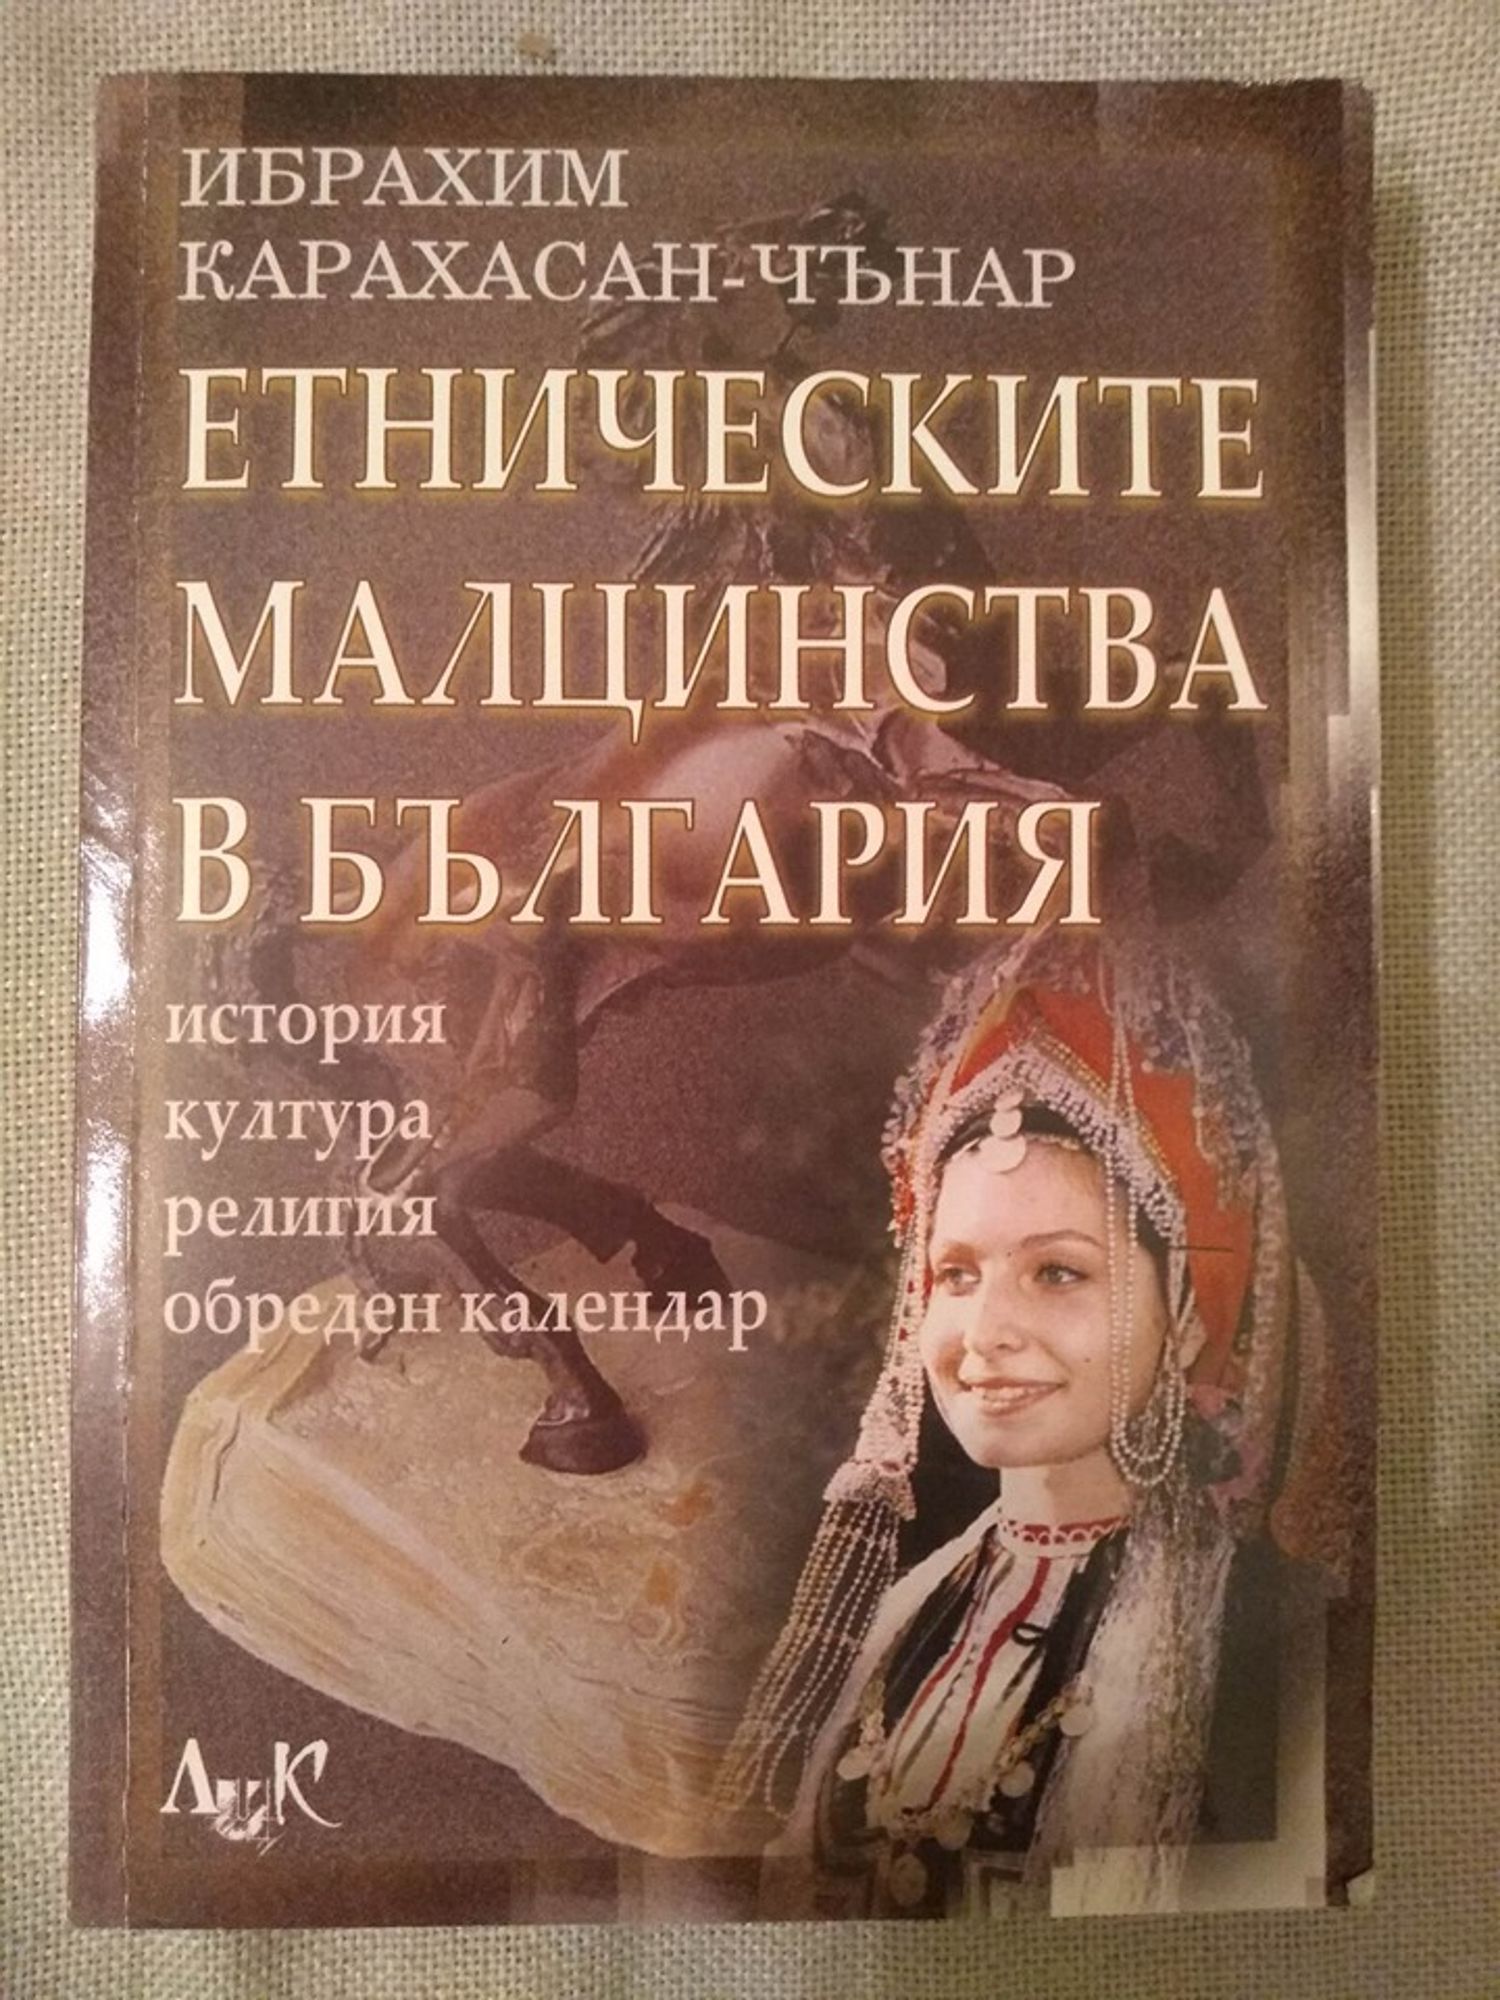 ИБРАХИМ
КАРАХАСАН-ЧЪНАР
ЕТНИЧЕСКИТЕ
МАЛЦИНСТВА
В БЪЛГАРИЯ
история
култура
религия
обреден календар
ЛИК